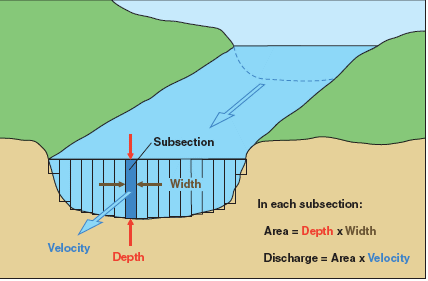 Subsection
Width
Velocity
Depth
In each subsection:
Area = Depth x Width
Discharge = Area x Velocity